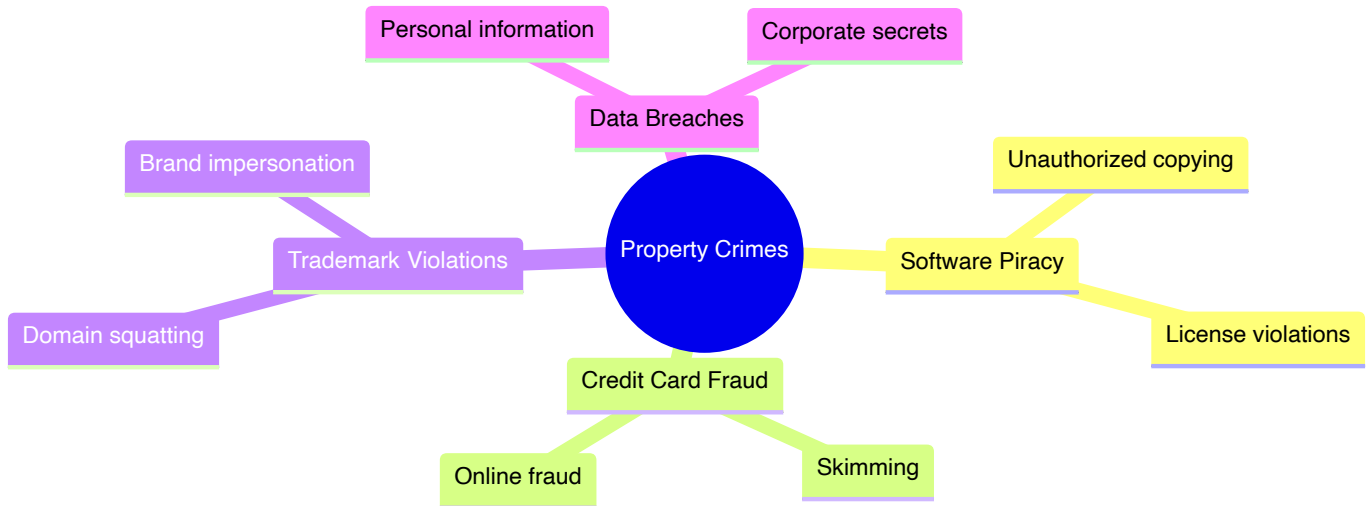 Personal information
Corporate secrets
Data Breaches
Brand impersonation
Unauthorized copying
Property Crimes
Trademark Violations
Software Piracy
Domain squatting
License violations
Credit Card Fraud
Online fraud
Skimming